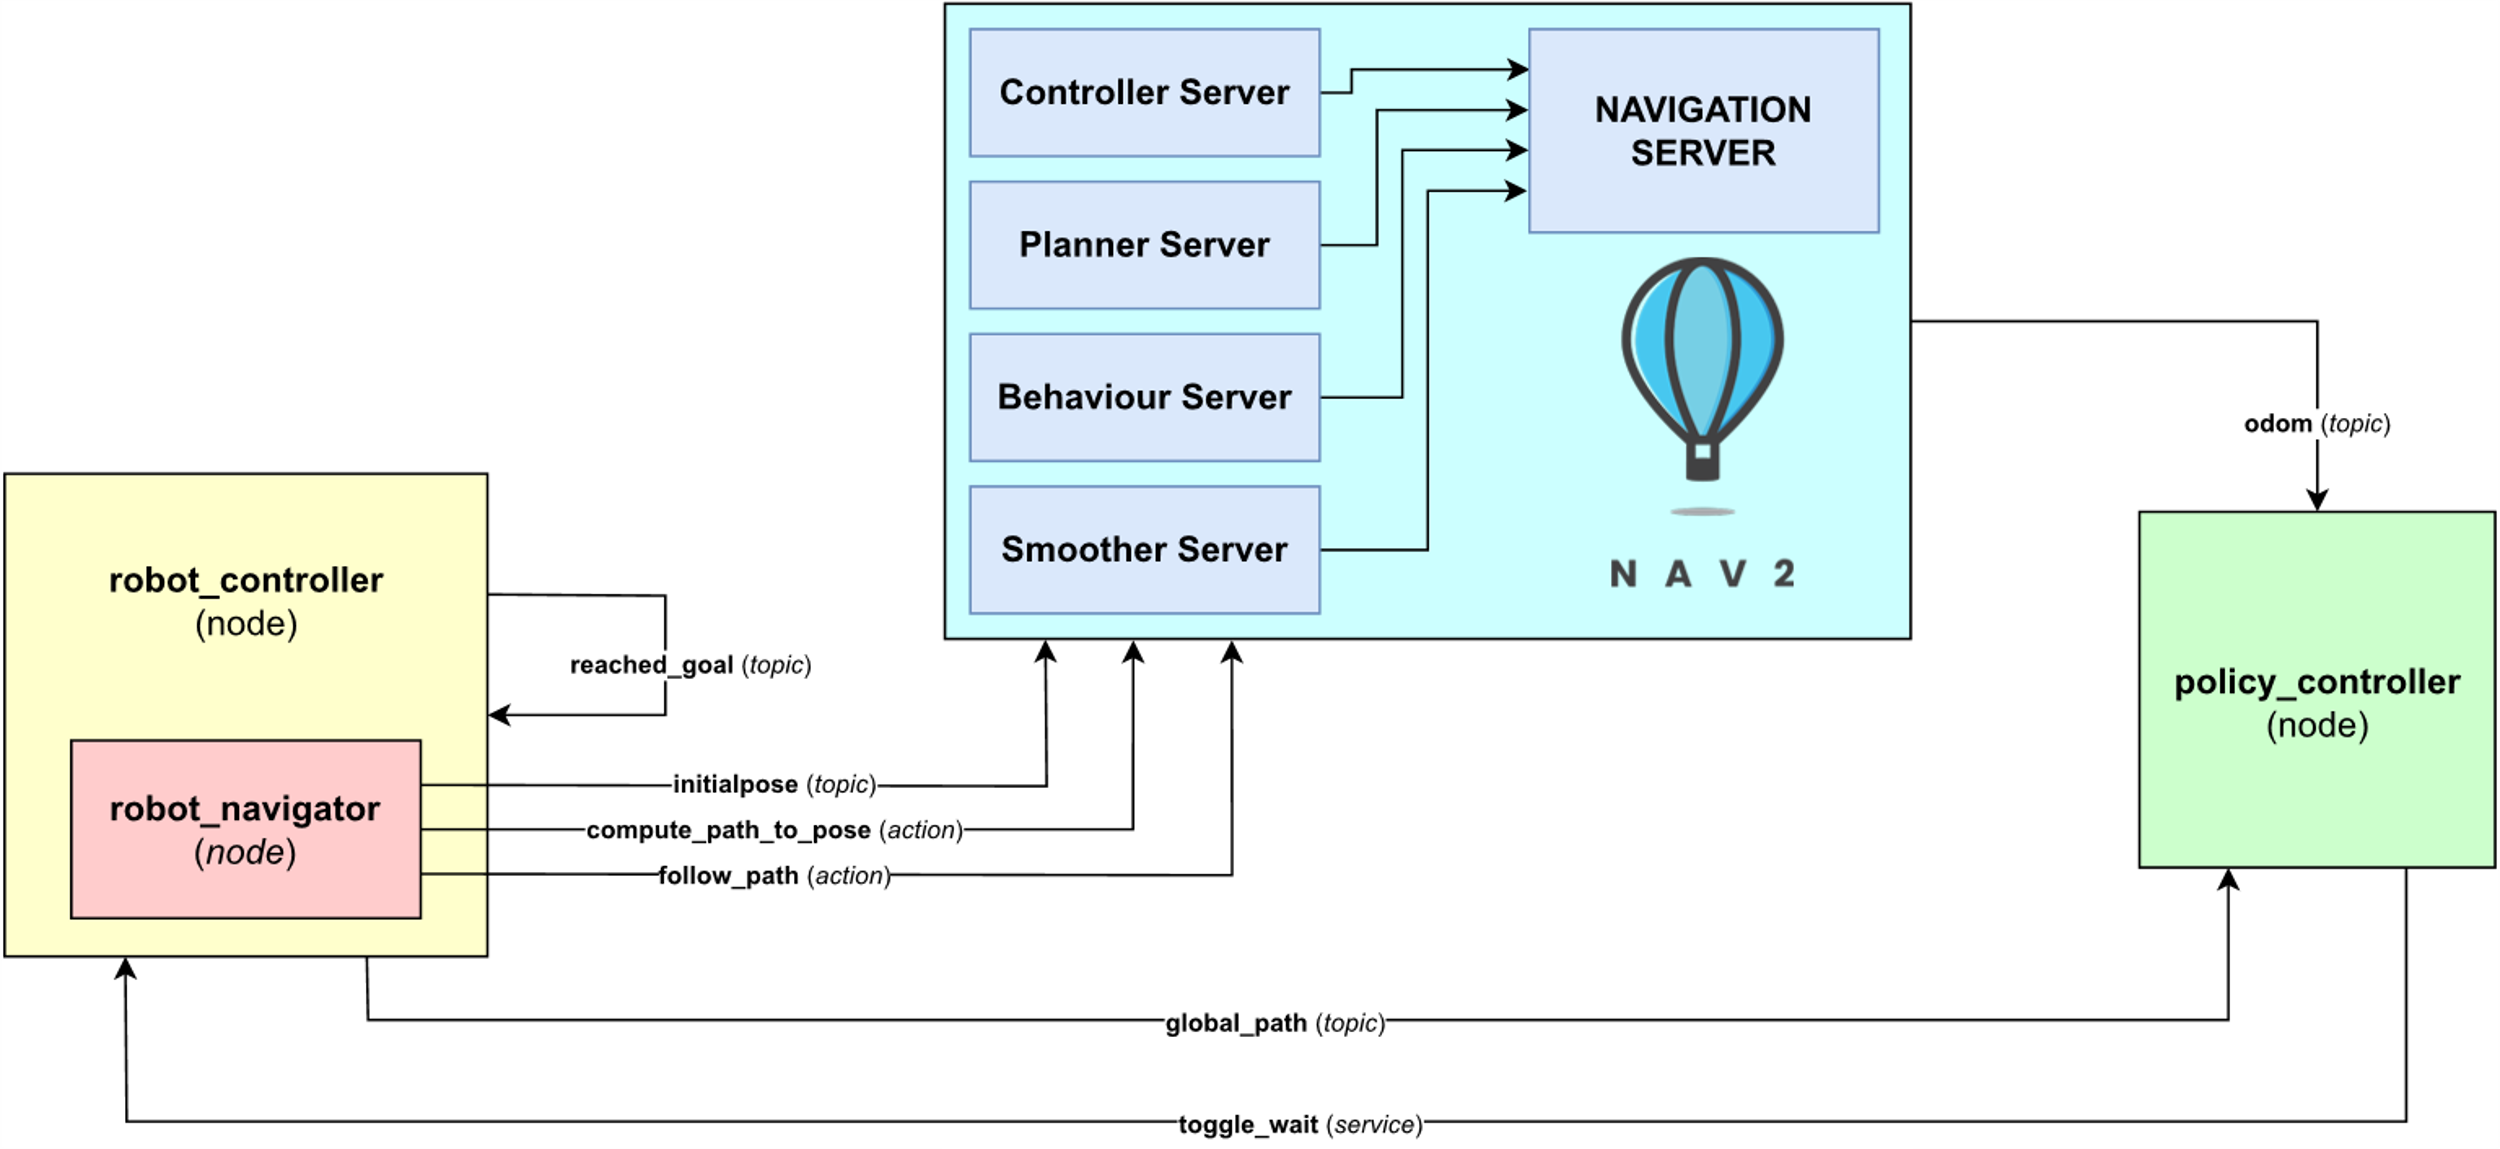 Controller Server
NAVIGATION
SERVER
Planner Server
Behaviour Server
Smoother Server
N A V 2
odom (topic)
robot_controller
(node)
reached_goal (topic)
policy_controller
(node)
robot_navigator
(node)
initialpose (topic)
compute_path_to_pose (action)
follow_path (action)
global_path (topic)
toggle_wait (service)